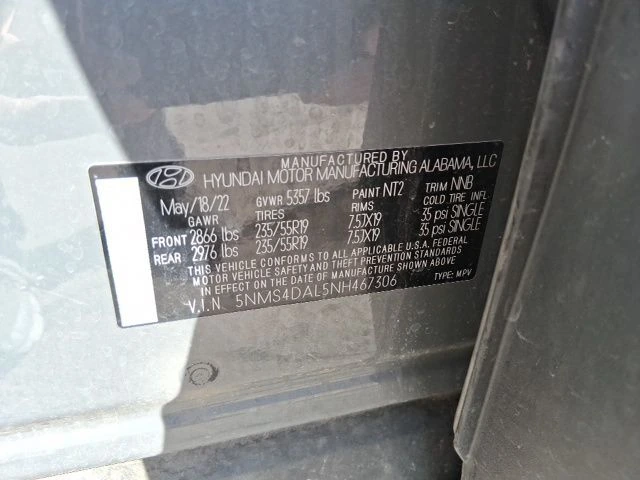 MANUFACTURED BY
HYUNDAI MOTOR MANUFACTURING ALABAMA, LLC
May/18/22 GVWR 5357 lbs PAINT NT2 TRIM NNB
GAWR TIRES RIMS COLD TIRE INFL.
FRONT 2866 lbs 235/55R19 7.5JX19 35 psi SINGLE
REAR 2976 lbs 235/55R19 7.5JX19 35 psi SINGLE
THIS VEHICLE CONFORMS TO ALL APPLICABLE U.S.A. FEDERAL
MOTOR VEHICLE SAFETY AND THEFT PREVENTION STANDARDS
IN EFFECT ON THE DATE OF MANUFACTURE SHOWN ABOVE.
V.I.N 5NMS4DAL5NH467306 TYPE: MPV